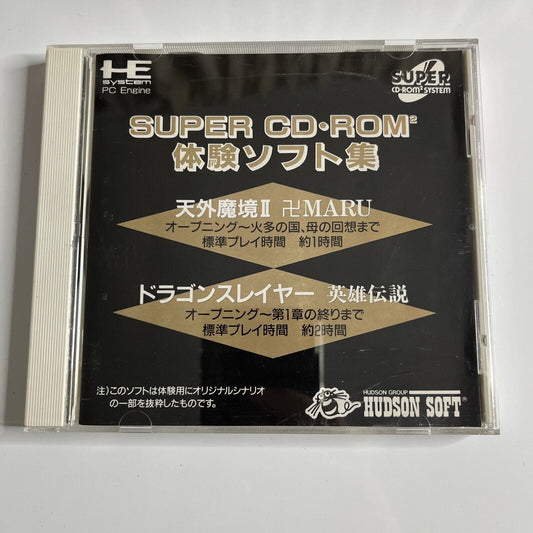 HE
system
PC Engine
SUPER
CD-ROM² SYSTEM
SUPER CD・ROM²
体験ソフト集
天外魔境Ⅱ 卍MARU
オープニング〜火多の国、母の回想まで
標準プレイ時間 約1時間
ドラゴンスレイヤー 英雄伝説
オープニング〜第1章の終りまで
標準プレイ時間 約2時間
注)このソフトは体験用にオリジナルシナリオ
の一部を抜粋したものです。
HUDSON GROUP
HUDSON SOFT®